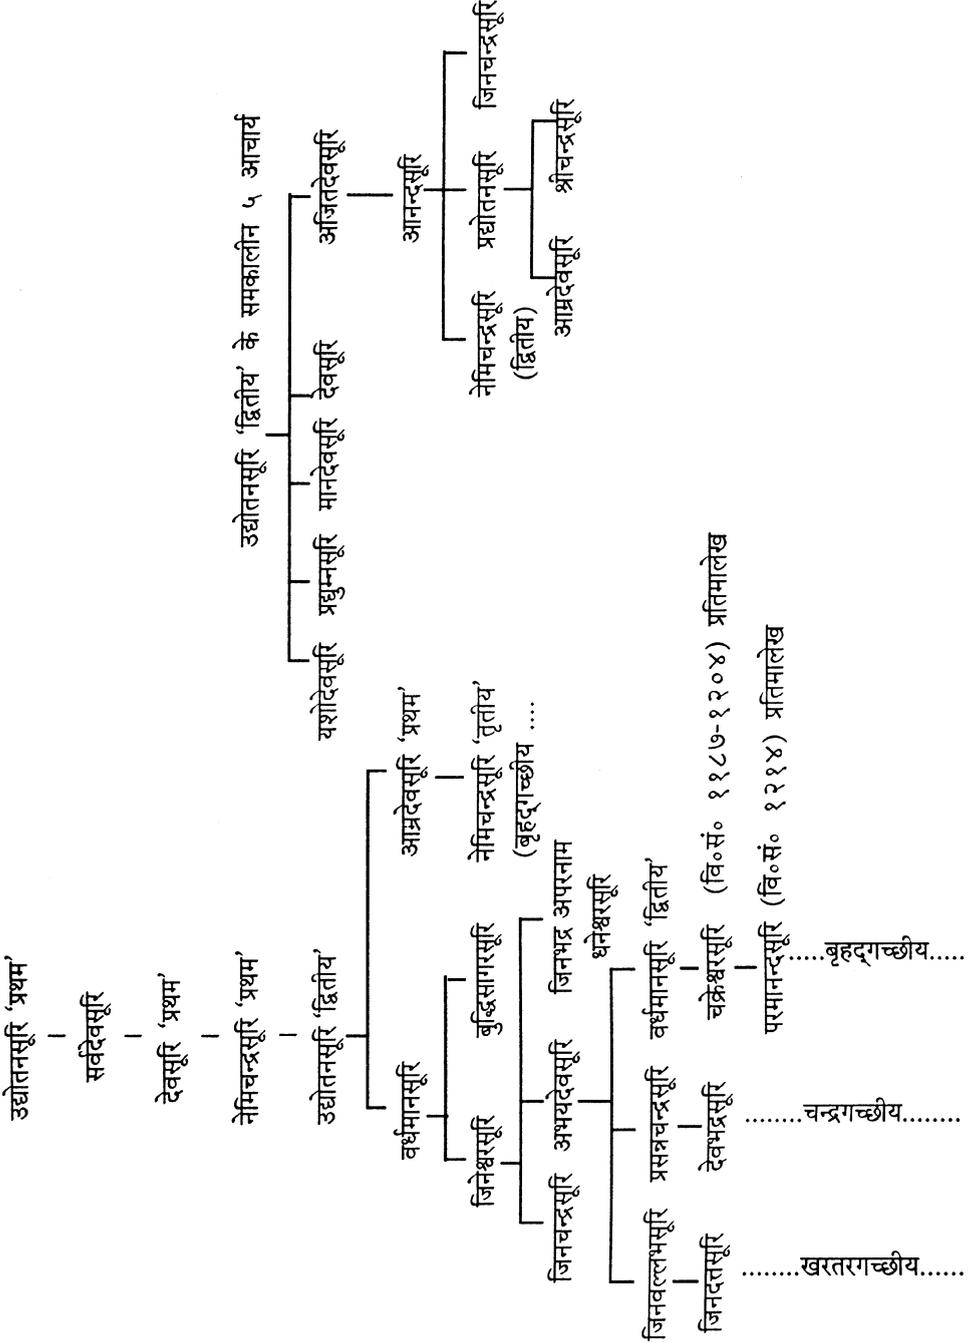 उद्योतनसूरि 'प्रथम'
सर्वदेवसूरि
देवसूरि 'प्रथम'
नेमिचन्द्रसूरि 'प्रथम'
उद्योतनसूरि 'द्वितीय'
वर्धमानसूरि
आम्रदेवसूरि 'प्रथम'
जिनेश्वरसूरि
बुद्धिसागरसूरि
नेमिचन्द्रसूरि 'तृतीय'
(बृहद्गच्छीय ....
जिनचन्द्रसूरि
अभयदेवसूरि
जिनभद्र अपरनाम
धनेश्वरसूरि
जिनवल्लभसूरि
प्रसन्नचन्द्रसूरि
वर्धमानसूरि 'द्वितीय'
जिनदत्तसूरि
देवभद्रसूरि
चक्रेश्वरसूरि (वि०सं० ११८७-१२०४) प्रतिमालेख
परमानन्दसूरि (वि०सं० १२१४) प्रतिमालेख
........खरतरगच्छीय......
........चन्द्रगच्छीय........
.....बृहद्गच्छीय.....
उद्योतनसूरि 'द्वितीय' के समकालीन ५ आचार्य
यशोदेवसूरि
प्रद्युम्नसूरि
मानदेवसूरि
देवसूरि
अजितदेवसूरि
आनन्दसूरि
नेमिचन्द्रसूरि
(द्वितीय)
प्रद्योतनसूरि
जिनचन्द्रसूरि
आम्रदेवसूरि
श्रीचन्द्रसूरि